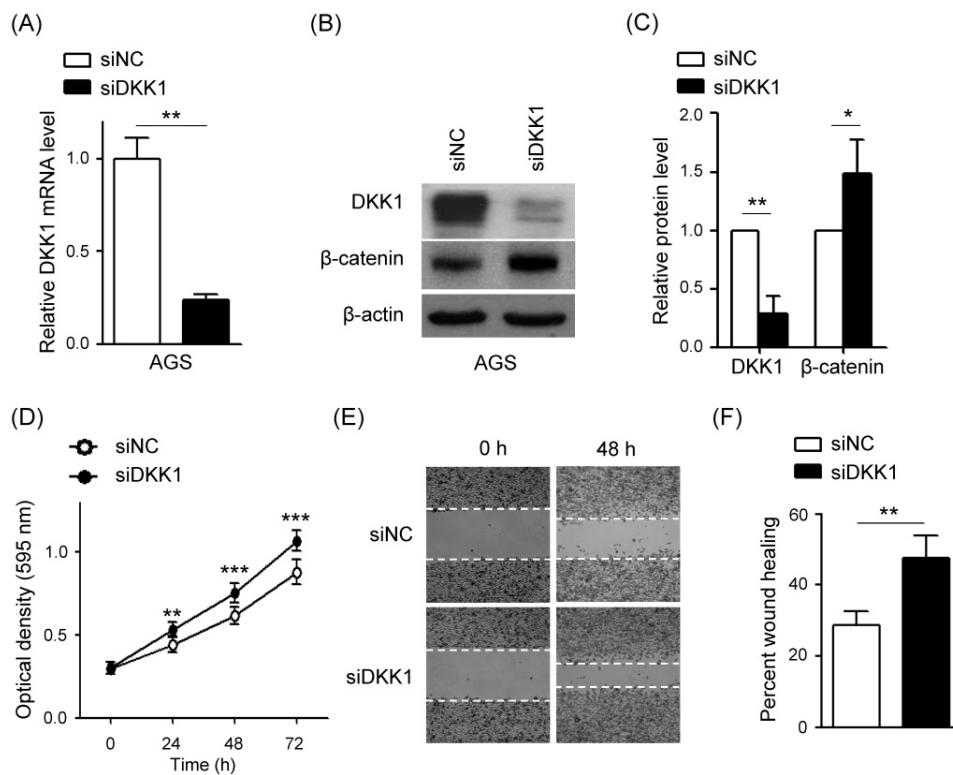 (A)
siNC
siDKK1
**
Relative DKK1 mRNA level
1.0
0.5
0.0
AGS
(B)
siNC
siDKK1
DKK1
β-catenin
β-actin
AGS
(C)
siNC
siDKK1
Relative protein level
2.0
1.5
1.0
0.5
0.0
**
*
DKK1 β-catenin
(D)
siNC
siDKK1
Optical density (595 nm)
1.0
0.5
0.0
**
***
***
0 24 48 72
Time (h)
(E)
0 h 48 h
siNC
siDKK1
(F)
siNC
siDKK1
**
Percent wound healing
60
40
20
0